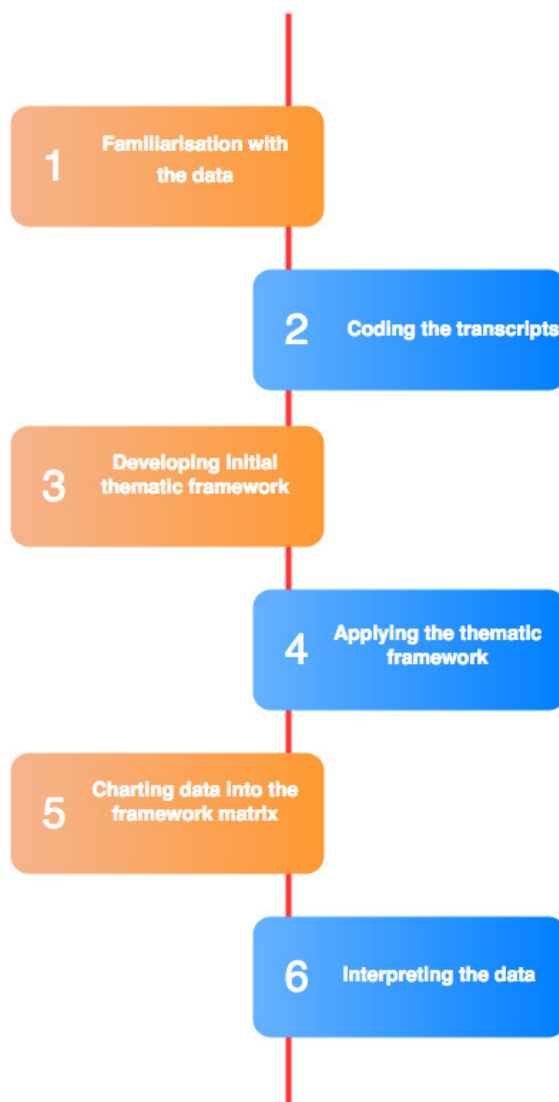 1
Familiarisation with
the data
2
Coding the transcripts
3
Developing initial
thematic framework
4
Applying the thematic
framework
5
Charting data into the
framework matrix
6
Interpreting the data